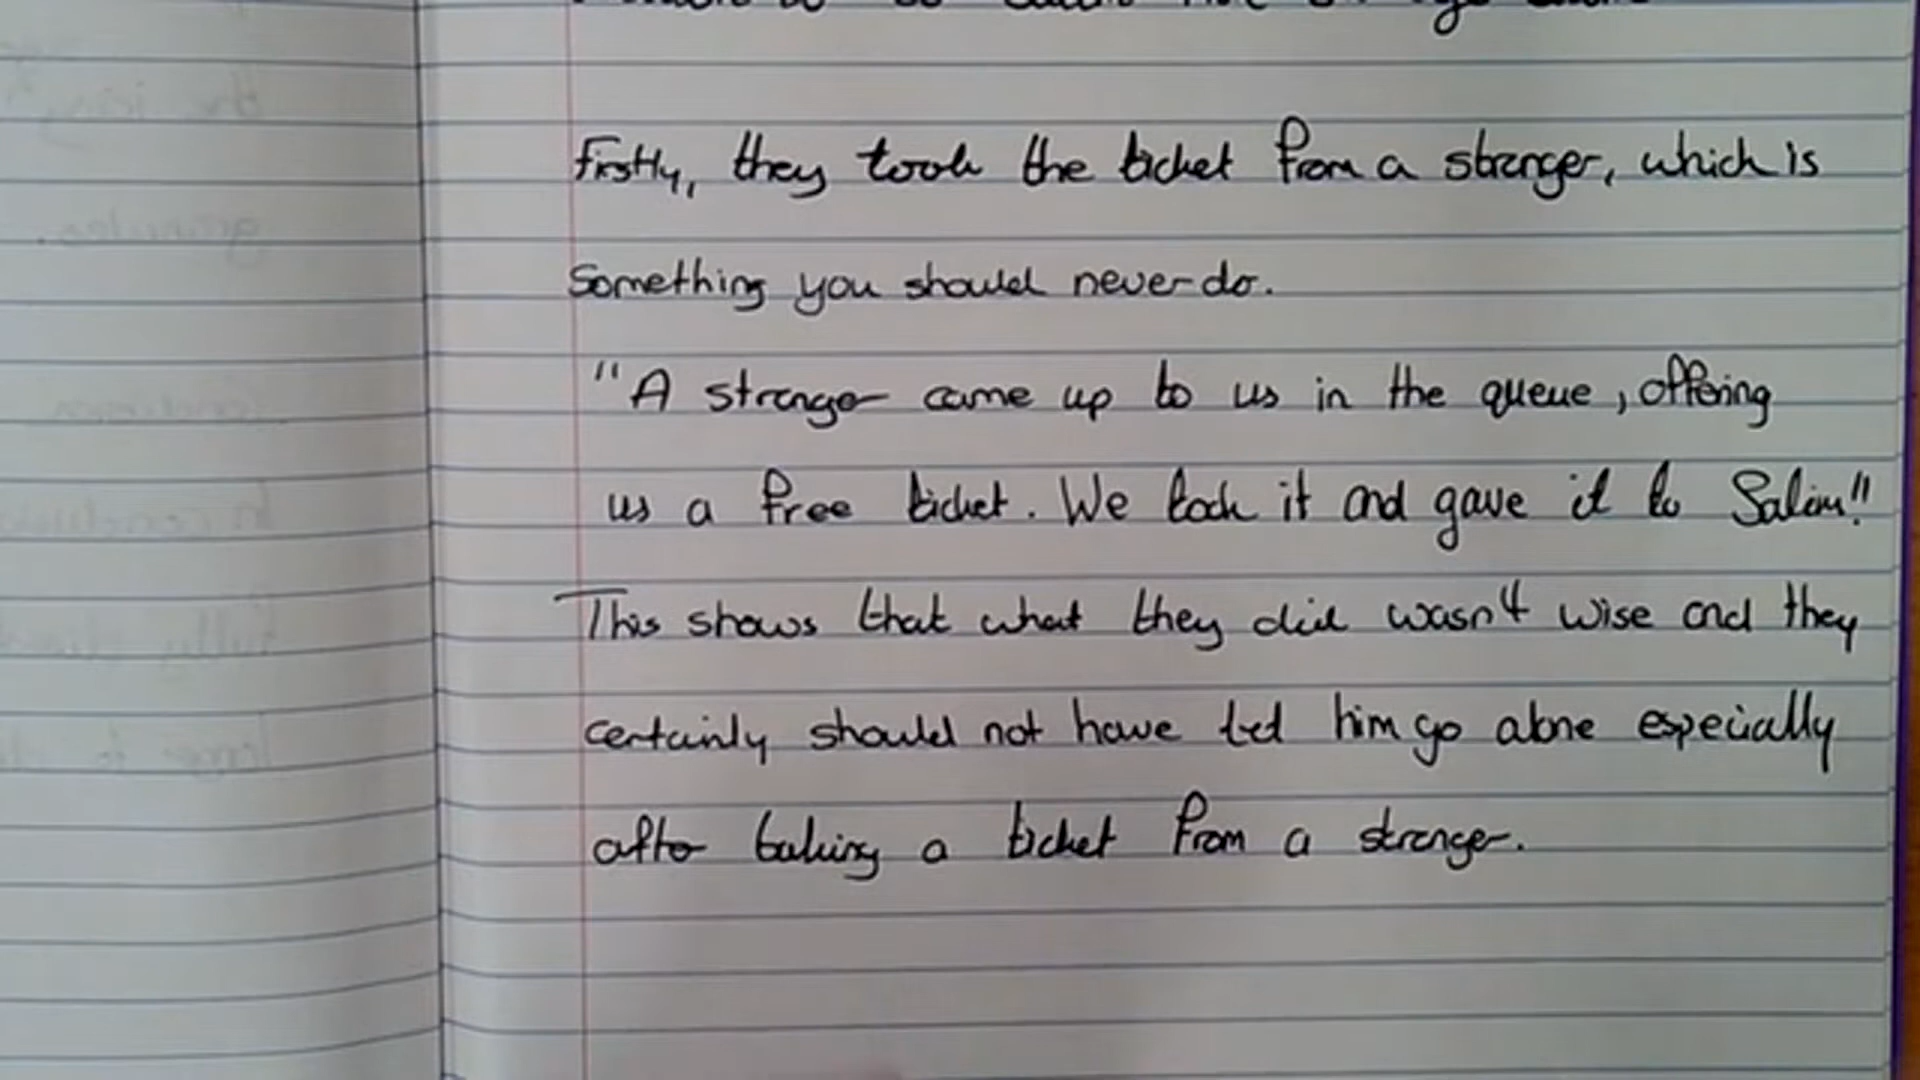 Firstly, they took the ticket from a stranger, which is
Something you should never do.
"A stranger came up to us in the queue, offering
us a free ticket. We took it and gave it to Salim."
This shows that what they did wasn't wise and they
certainly should not have let him go alone especially
after taking a ticket from a stranger.